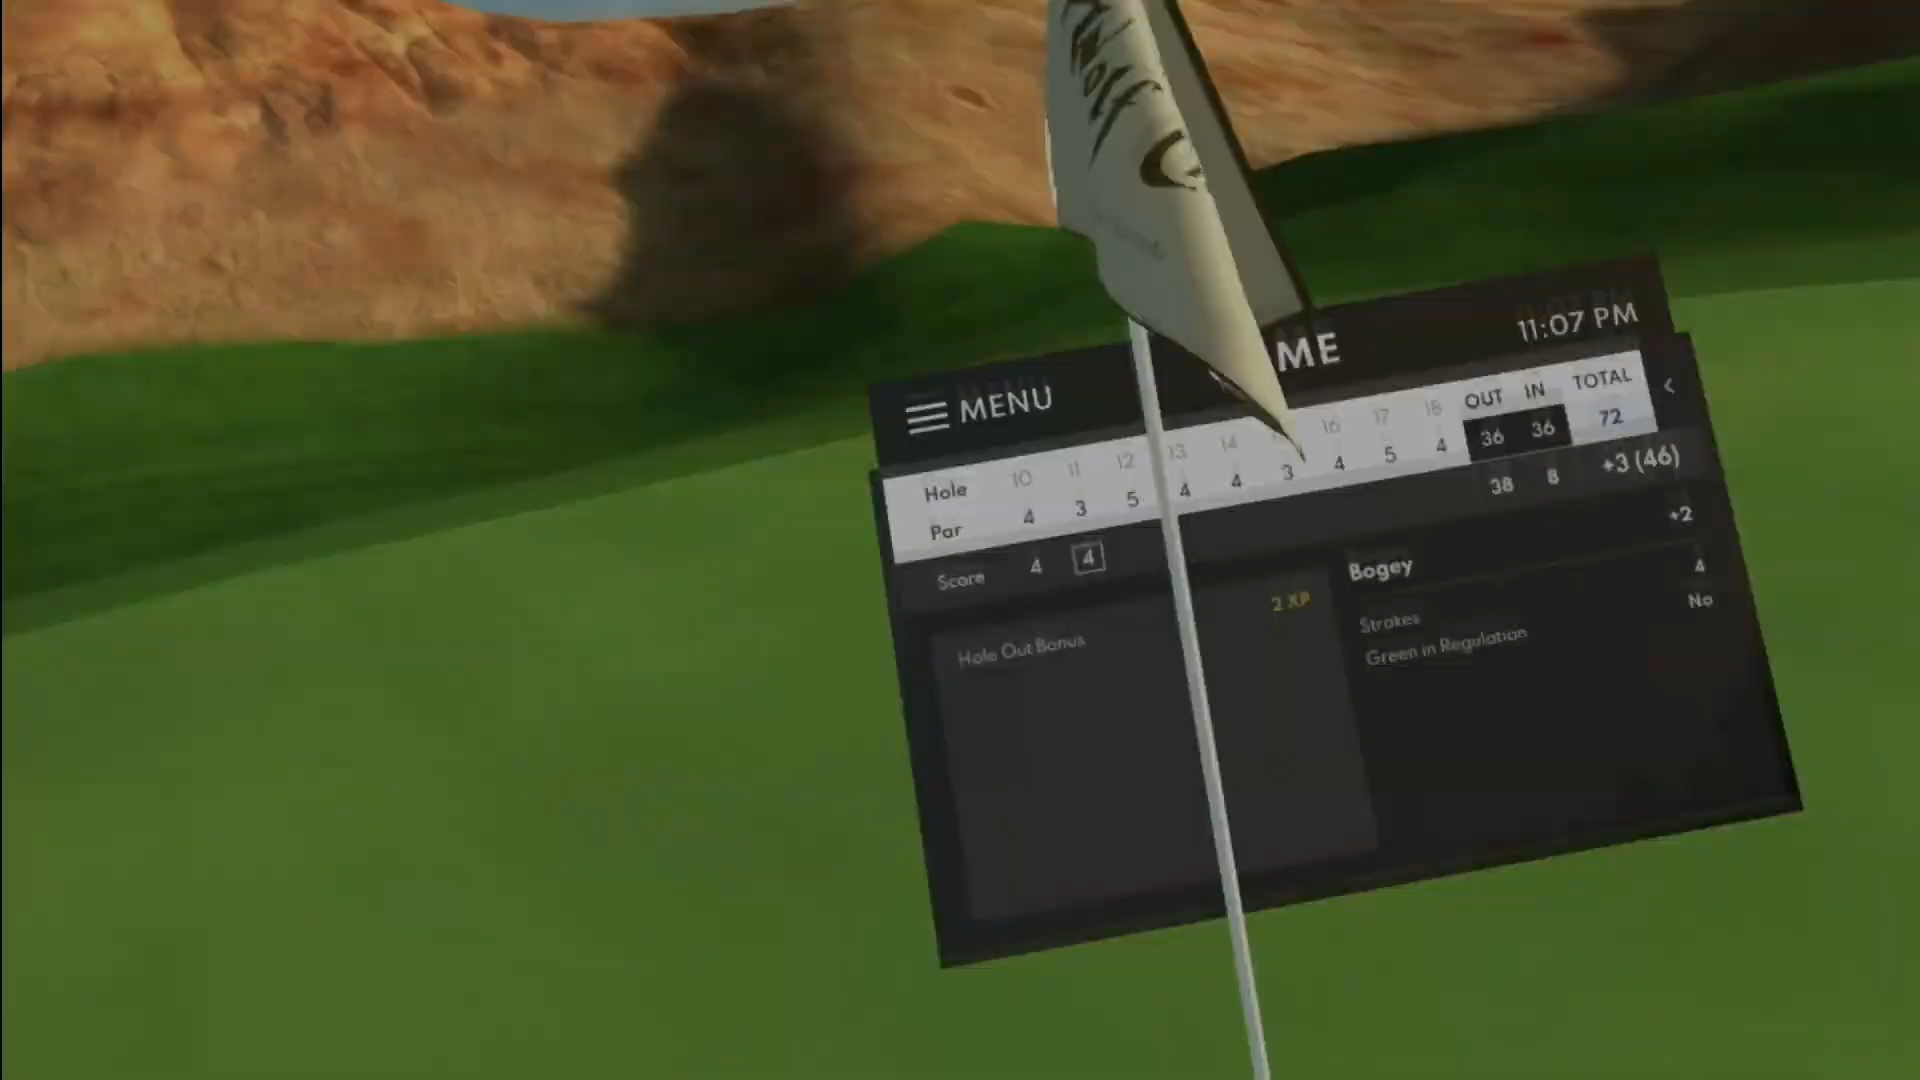 MENU
ME
11:07 PM
Hole 10 11 12 13 14 16 17 18 OUT IN TOTAL
Par 4 3 5 4 4 3 4 5 4 36 36 72
Score 4 4 38 8 +3 (46)
+2
Hole Out Bonus 2 XP
Bogey
Strokes 4
Green in Regulation No